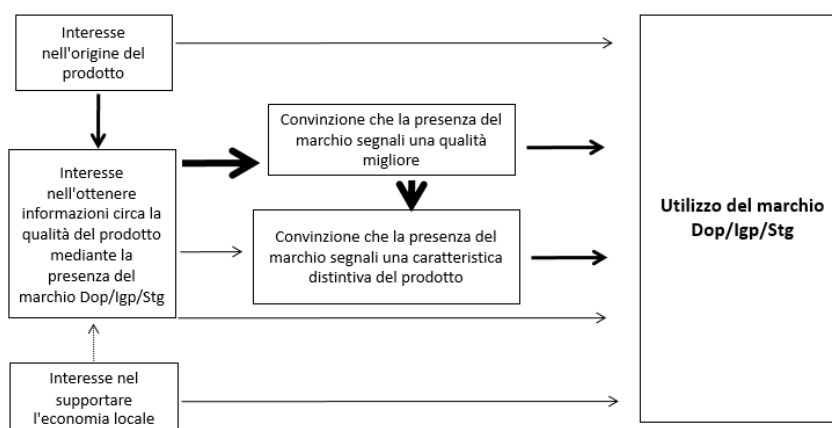 Interesse
nell'origine del
prodotto
Convinzione che la presenza del
marchio segnali una qualità
migliore
Interesse
nell'ottenere
informazioni circa la
qualità del prodotto
mediante la
presenza del
marchio Dop/Igp/Stg
Convinzione che la presenza del
marchio segnali una caratteristica
distintiva del prodotto
Utilizzo del marchio
Dop/Igp/Stg
Interesse nel
supportare
l'economia locale